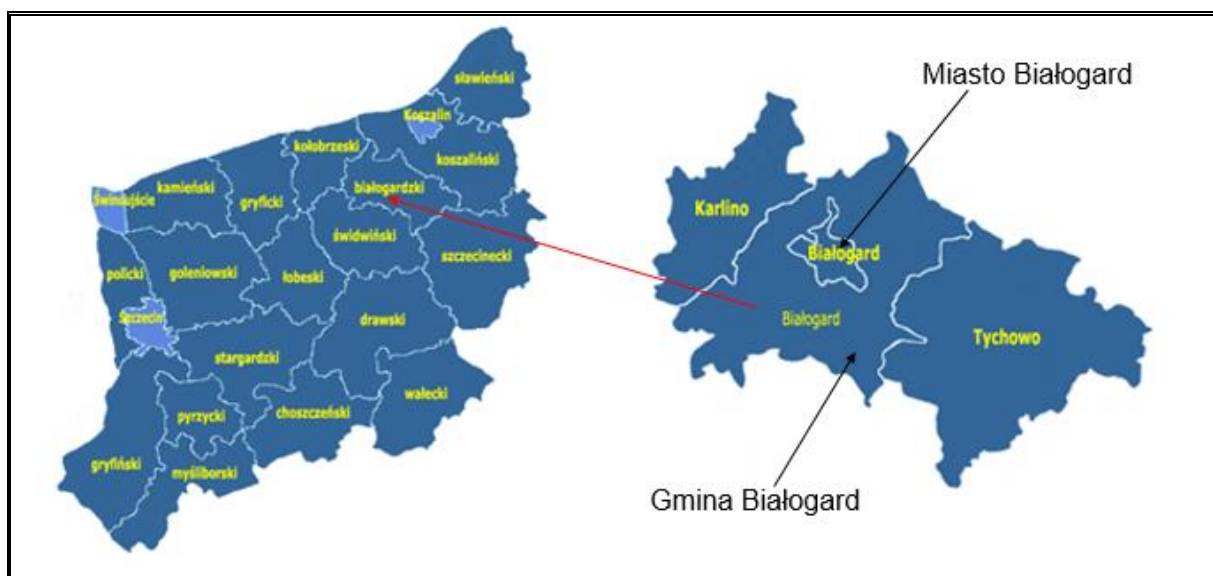 sławieński
Koszalin
kołobrzeski
koszaliński
białogardzki
kamieński
Świnoujście
gryficki
świdwiński
szczecinecki
policki
goleniowski
łobeski
Szczecin
drawski
stargardzki
wałecki
pyrzycki
choszczeński
gryfiński
myśliborski
Miasto Białogard
Karlino
Białogard
Białogard
Tychowo
Gmina Białogard